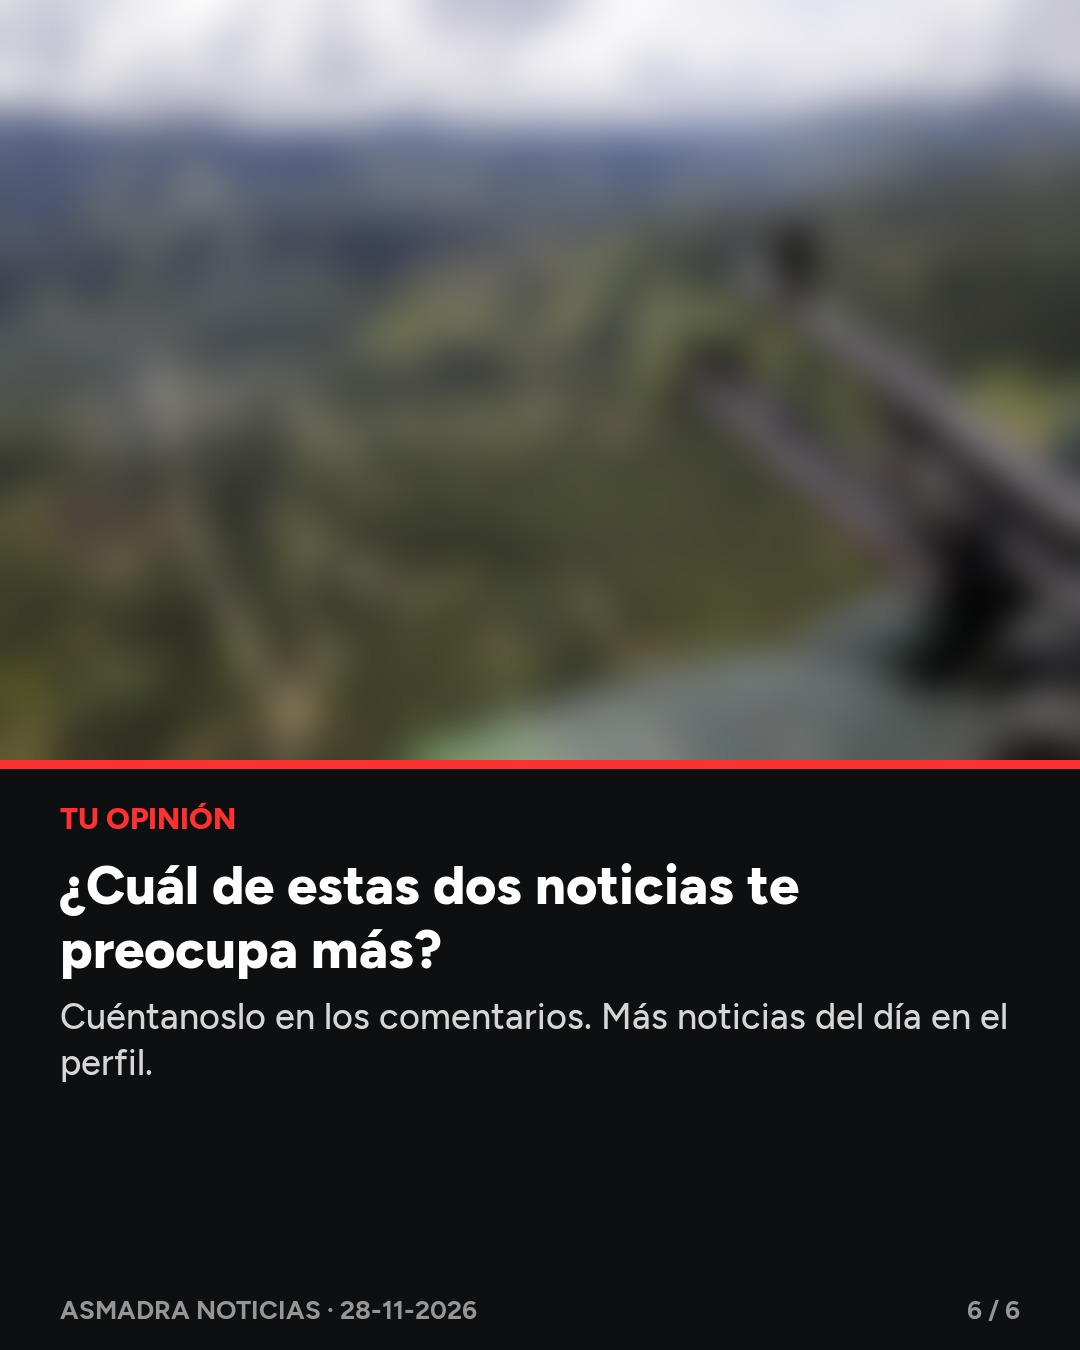 TU OPINIÓN
¿Cuál de estas dos noticias te
preocupa más?
Cuéntanoslo en los comentarios. Más noticias del día en el
perfil.
ASMADRA NOTICIAS · 28-11-2026
6 / 6